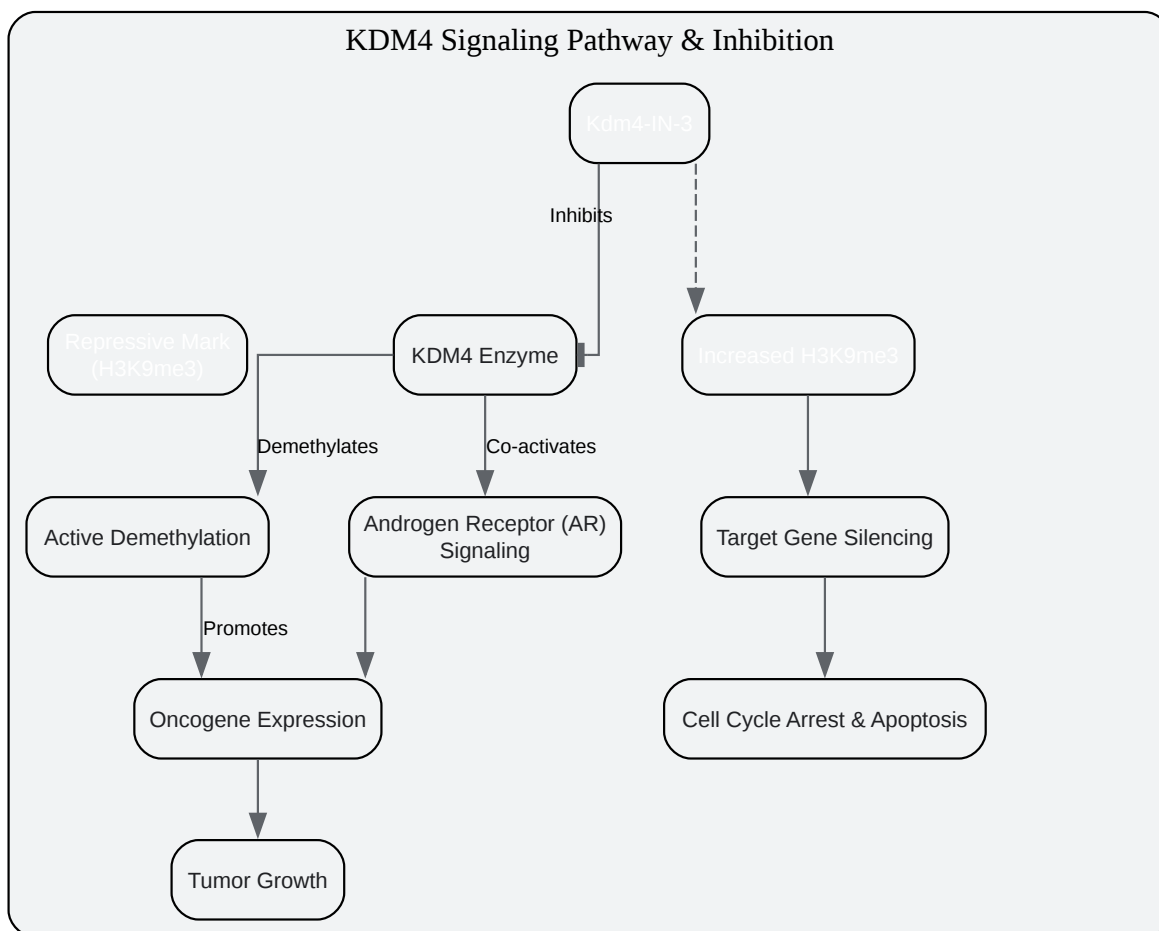 KDM4 Signaling Pathway & Inhibition
Kdm4-IN-3
Inhibits
Repressive Mark
(H3K9me3)
KDM4 Enzyme
Increased H3K9me3
Demethylates
Co-activates
Active Demethylation
Androgen Receptor (AR)
Signaling
Target Gene Silencing
Promotes
Oncogene Expression
Cell Cycle Arrest & Apoptosis
Tumor Growth